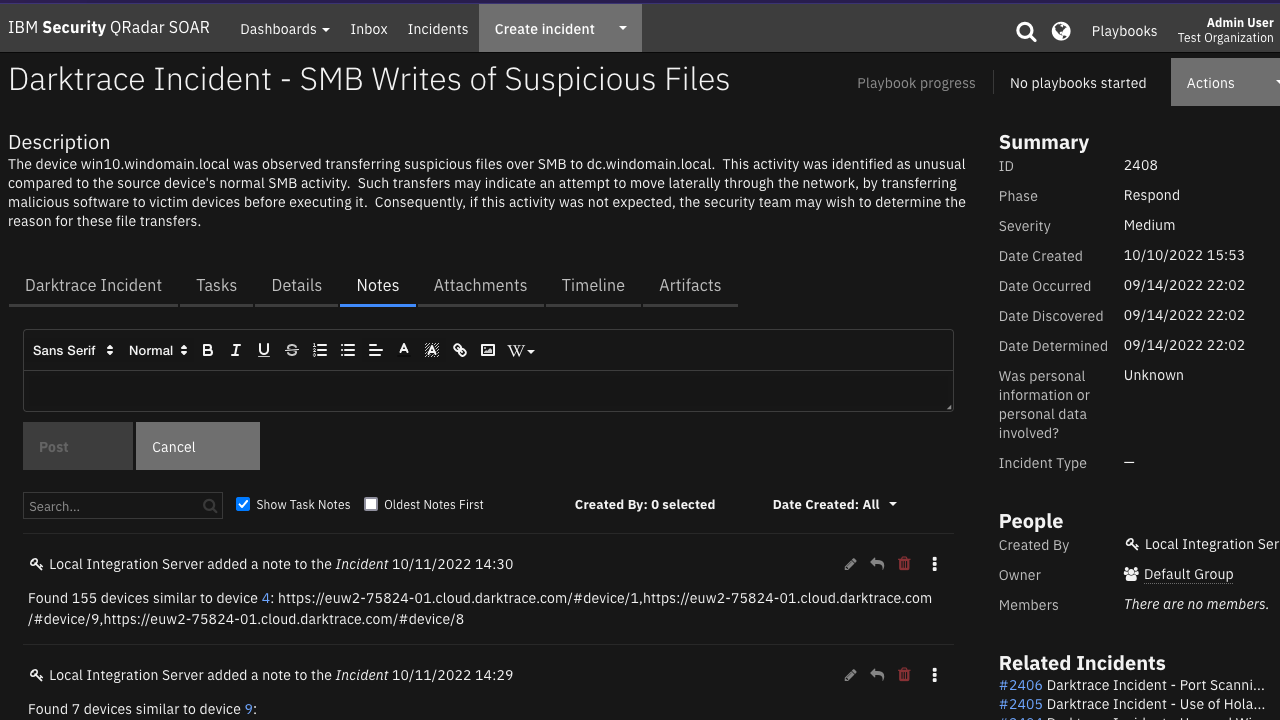 IBM Security QRadar SOAR Dashboards Inbox Incidents Create incident Playbooks Admin User
Test Organization
Darktrace Incident - SMB Writes of Suspicious Files
Playbook progress No playbooks started Actions
Description
The device win10.windomain.local was observed transferring suspicious files over SMB to dc.windomain.local. This activity was identified as unusual
compared to the source device's normal SMB activity. Such transfers may indicate an attempt to move laterally through the network, by transferring
malicious software to victim devices before executing it. Consequently, if this activity was not expected, the security team may wish to determine the
reason for these file transfers.
Darktrace Incident Tasks Details Notes Attachments Timeline Artifacts
Sans Serif Normal B I U S A A W
Post Cancel
Search... Show Task Notes Oldest Notes First Created By: 0 selected Date Created: All
Local Integration Server added a note to the Incident 10/11/2022 14:30
Found 155 devices similar to device 4: https://euw2-75824-01.cloud.darktrace.com/#device/1,https://euw2-75824-01.cloud.darktrace.com
/#device/9,https://euw2-75824-01.cloud.darktrace.com/#device/8
Local Integration Server added a note to the Incident 10/11/2022 14:29
Found 7 devices similar to device 9:
Summary
ID 2408
Phase Respond
Severity Medium
Date Created 10/10/2022 15:53
Date Occurred 09/14/2022 22:02
Date Discovered 09/14/2022 22:02
Date Determined 09/14/2022 22:02
Was personal Unknown
information or
personal data
involved?
Incident Type —
People
Created By Local Integration Ser
Owner Default Group
Members There are no members.
Related Incidents
#2406 Darktrace Incident - Port Scanni...
#2405 Darktrace Incident - Use of Hola...